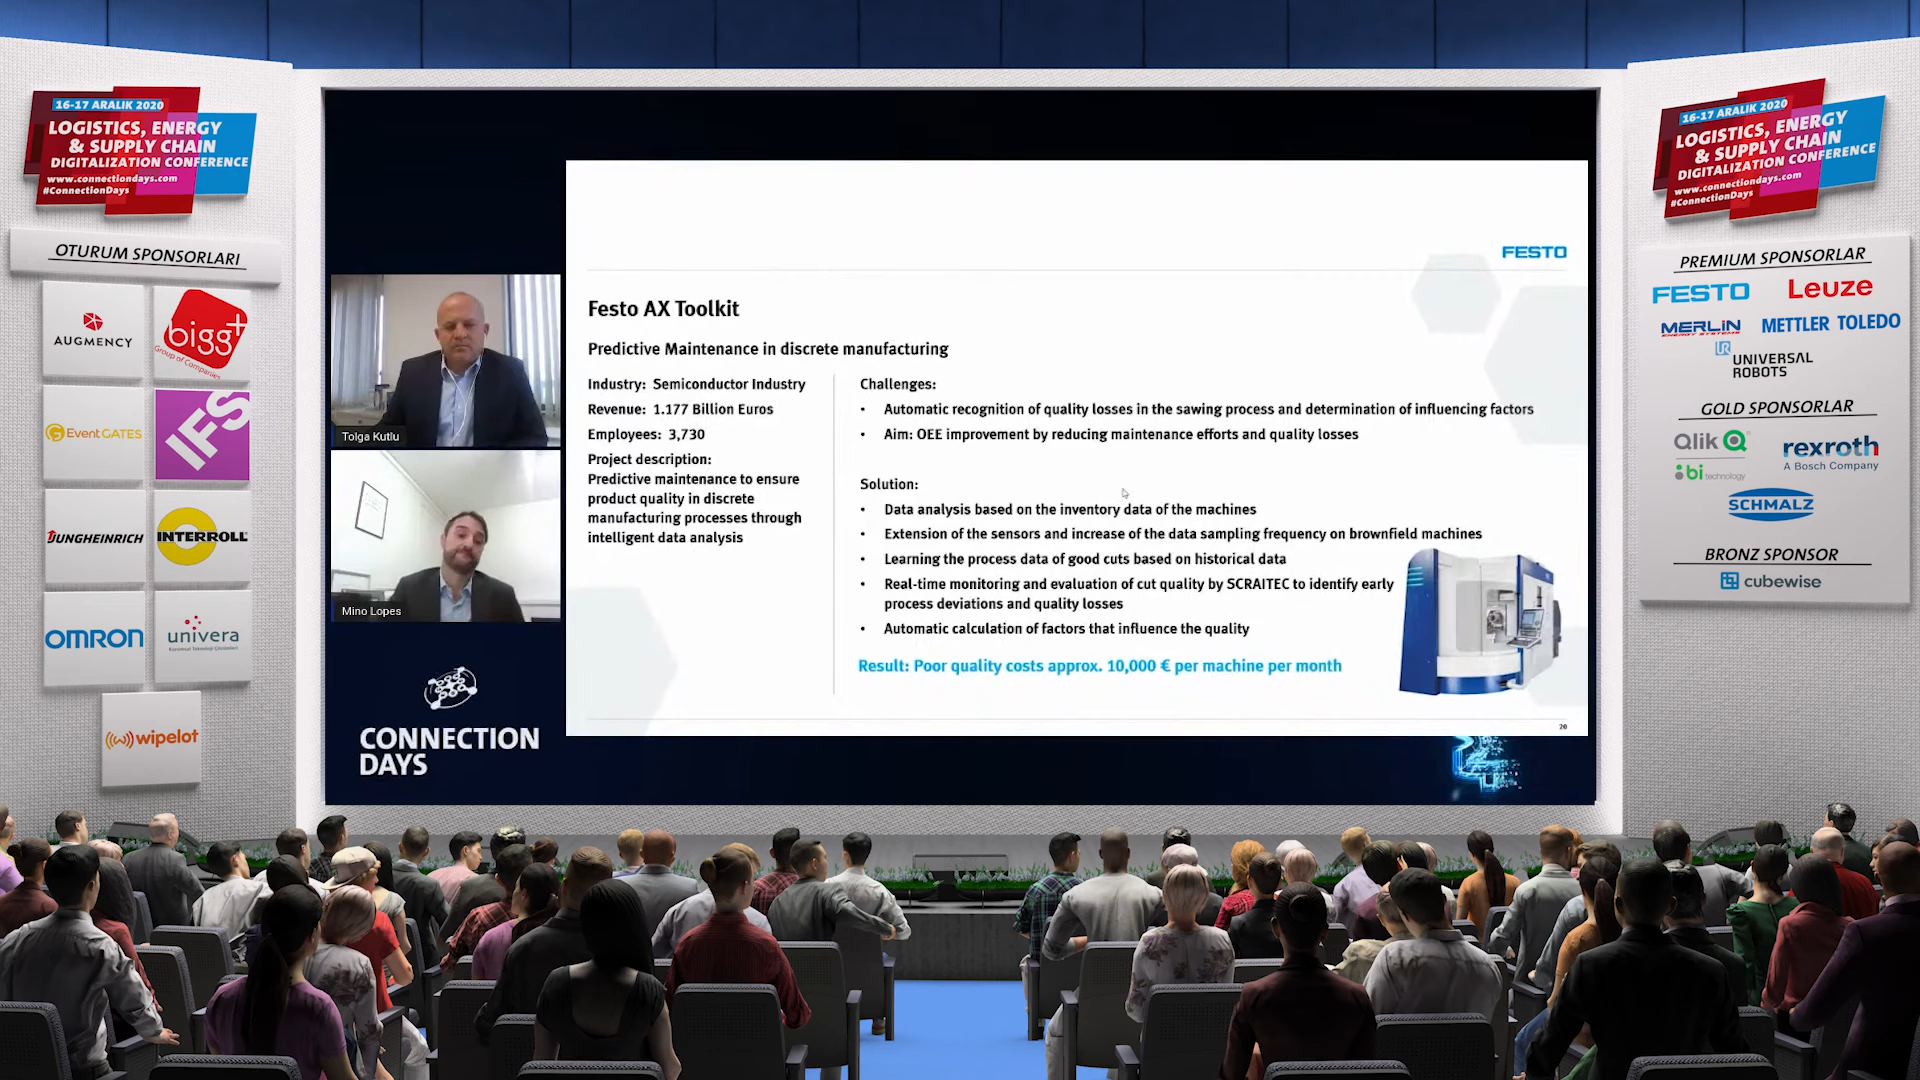 16-17 ARALIK 2020
LOGISTICS, ENERGY
& SUPPLY CHAIN
DIGITALIZATION CONFERENCE
www.connectiondays.com
#ConnectionDays
OTURUM SPONSORLARI
AUGMENCY
bigg+
Group of Companies
EventGATES
IFS
JUNGHEINRICH
INTERROLL
OMRON
univera
wipelot
Tolga Kutlu
Mino Lopes
CONNECTION
DAYS
FESTO
Festo AX Toolkit
Predictive Maintenance in discrete manufacturing
Industry: Semiconductor Industry
Revenue: 1.177 Billion Euros
Employees: 3,730
Project description:
Predictive maintenance to ensure
product quality in discrete
manufacturing processes through
intelligent data analysis
Challenges:
• Automatic recognition of quality losses in the sawing process and determination of influencing factors
• Aim: OEE improvement by reducing maintenance efforts and quality losses
Solution:
• Data analysis based on the inventory data of the machines
• Extension of the sensors and increase of the data sampling frequency on brownfield machines
• Learning the process data of good cuts based on historical data
• Real-time monitoring and evaluation of cut quality by SCRAITEC to identify early
process deviations and quality losses
• Automatic calculation of factors that influence the quality
Result: Poor quality costs approx. 10,000 € per machine per month
20
16-17 ARALIK 2020
LOGISTICS, ENERGY
& SUPPLY CHAIN
DIGITALIZATION CONFERENCE
www.connectiondays.com
#ConnectionDays
PREMIUM SPONSORLAR
FESTO
Leuze
MERLIN
ENERGY SYSTEMS
METTLER TOLEDO
UR
UNIVERSAL
ROBOTS
GOLD SPONSORLAR
Qlik
bi technology
rexroth
A Bosch Company
SCHMALZ
BRONZ SPONSOR
cubewise